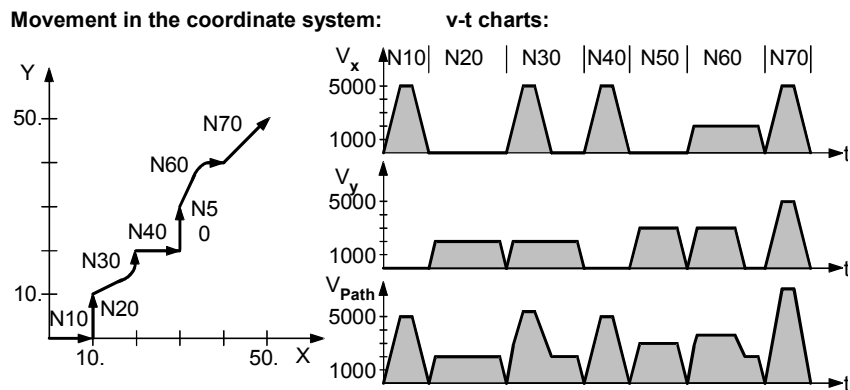 Movement in the coordinate system:
v-t charts:
Y
50.
10.
N10
N20
N30
N40
N5
0
N60
N70
10.
50.
X
Vx
N10 N20 N30 N40 N50 N60 N70
5000
1000
t
Vy
5000
1000
t
VPath
5000
1000
t